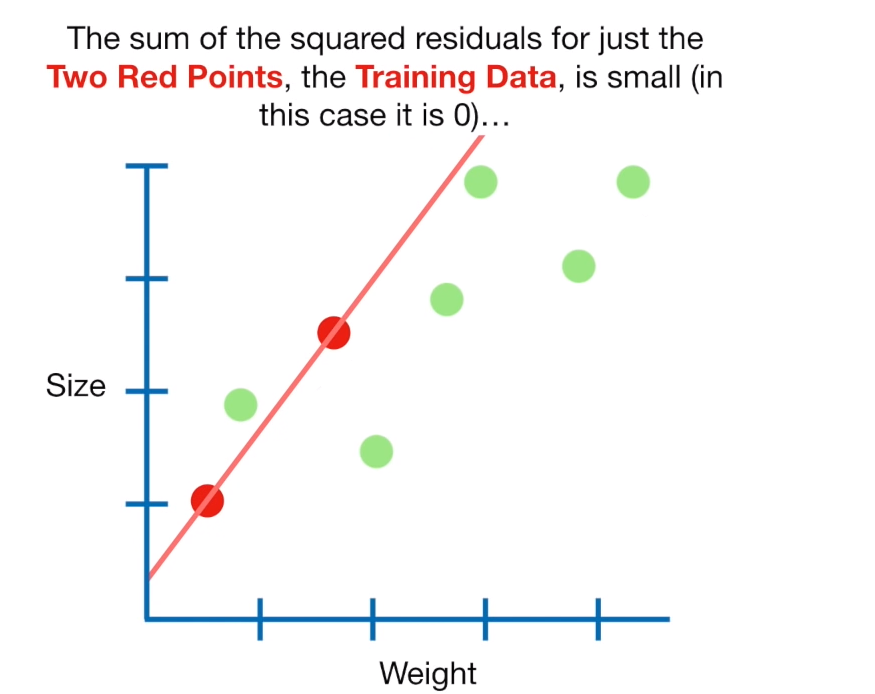 The sum of the squared residuals for just the
Two Red Points, the Training Data, is small (in
this case it is 0)…
Size
Weight